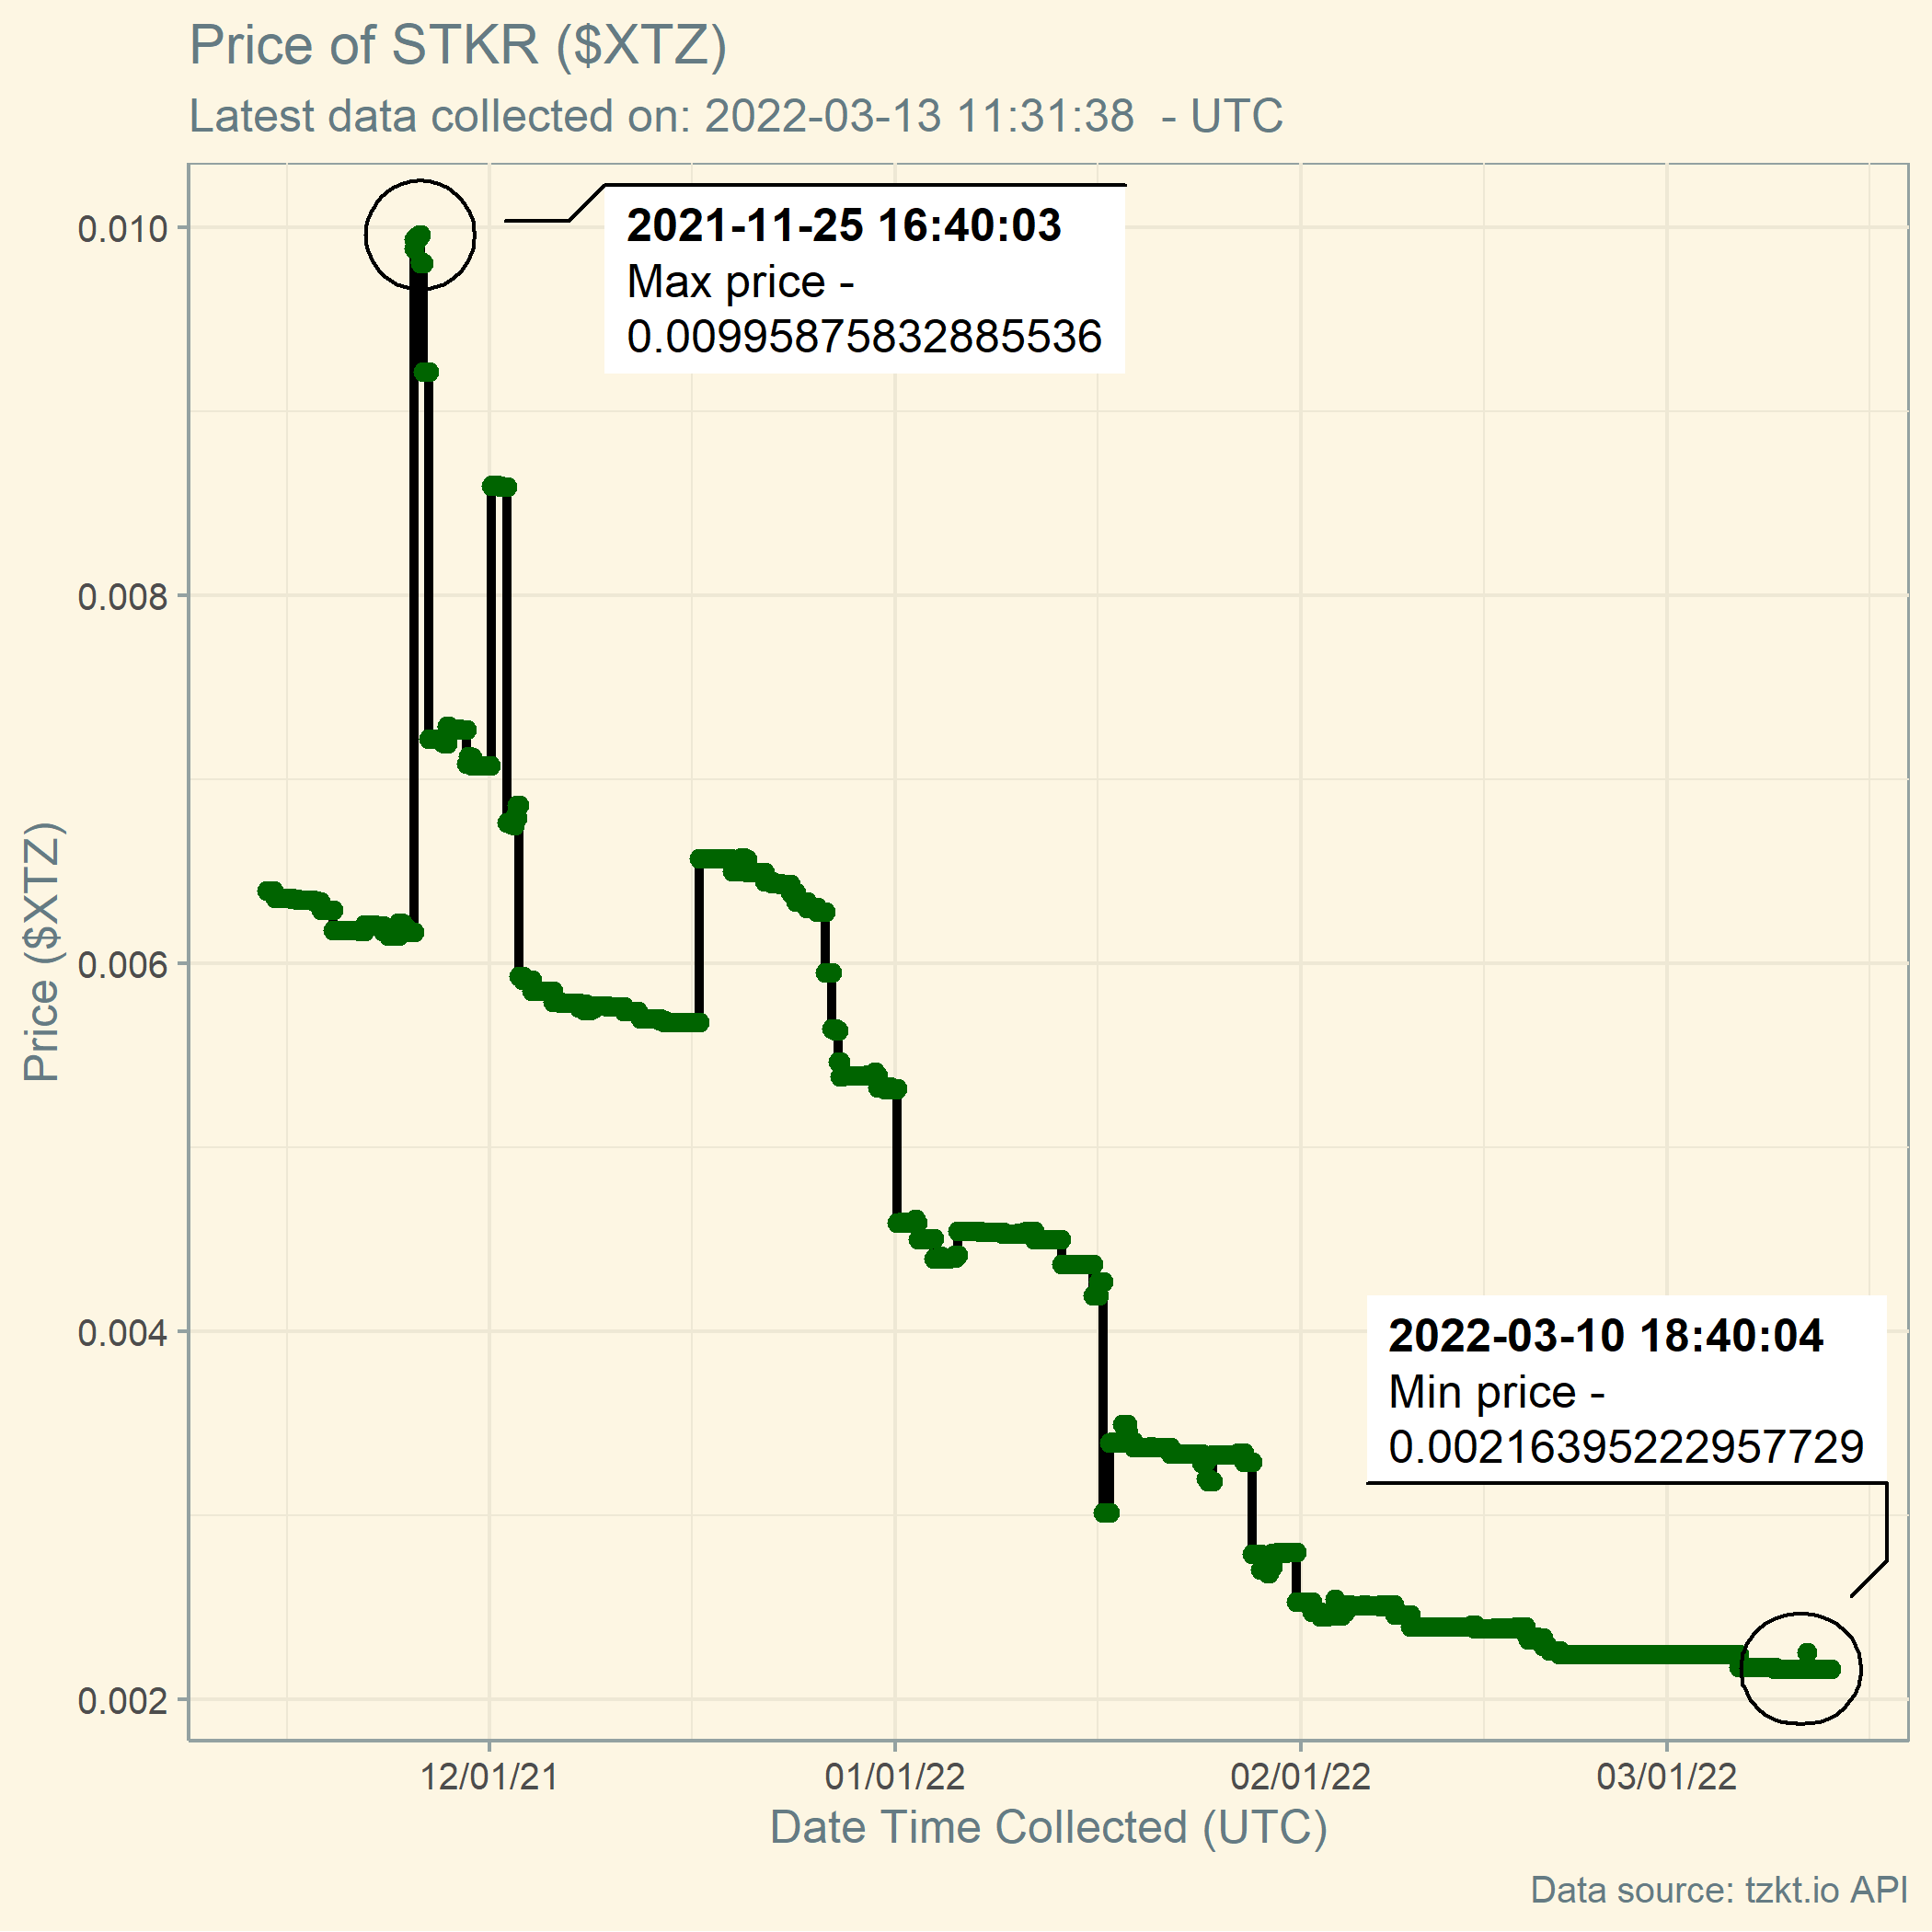 Price of STKR ($XTZ)
Latest data collected on: 2022-03-13 11:31:38  - UTC
2021-11-25 16:40:03
Max price -
0.00995875832885536
2022-03-10 18:40:04
Min price -
0.002163952229577​29
Price ($XTZ)
0.010
0.008
0.006
0.004
0.002
12/01/21
01/01/22
02/01/22
03/01/22
Date Time Collected (UTC)
Data source: tzkt.io API